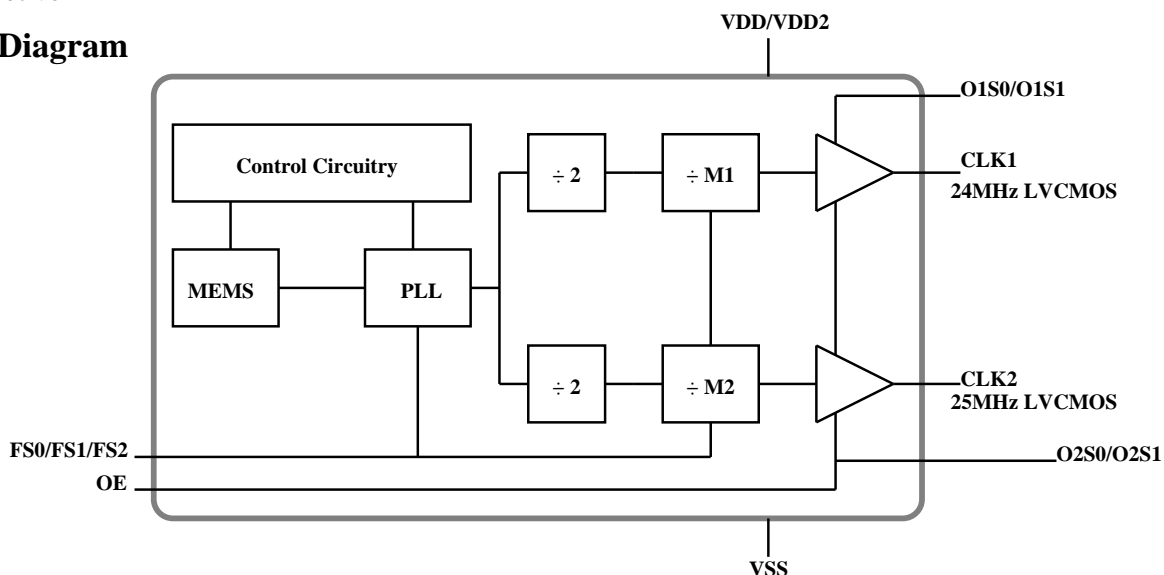 Diagram
VDD/VDD2
O1S0/O1S1
Control Circuitry
÷ 2
÷ M1
CLK1
24MHz LVCMOS
MEMS
PLL
÷ 2
÷ M2
CLK2
25MHz LVCMOS
FS0/FS1/FS2
O2S0/O2S1
OE
VSS